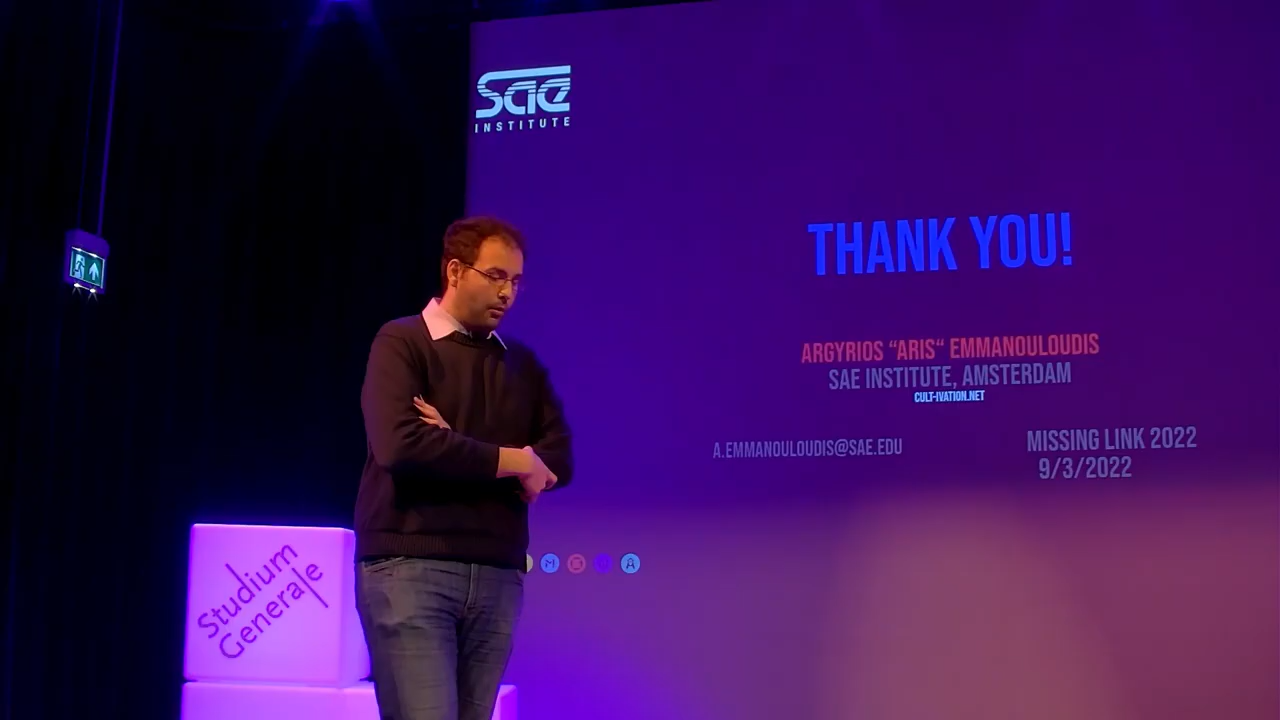 sae
INSTITUTE
THANK YOU!
ARGYRIOS “ARIS“ EMMANOULOUDIS
SAE INSTITUTE, AMSTERDAM
CULT-IVATION.NET
A.EMMANOULOUDIS@SAE.EDU
MISSING LINK 2022
9/3/2022
Studium
Generale